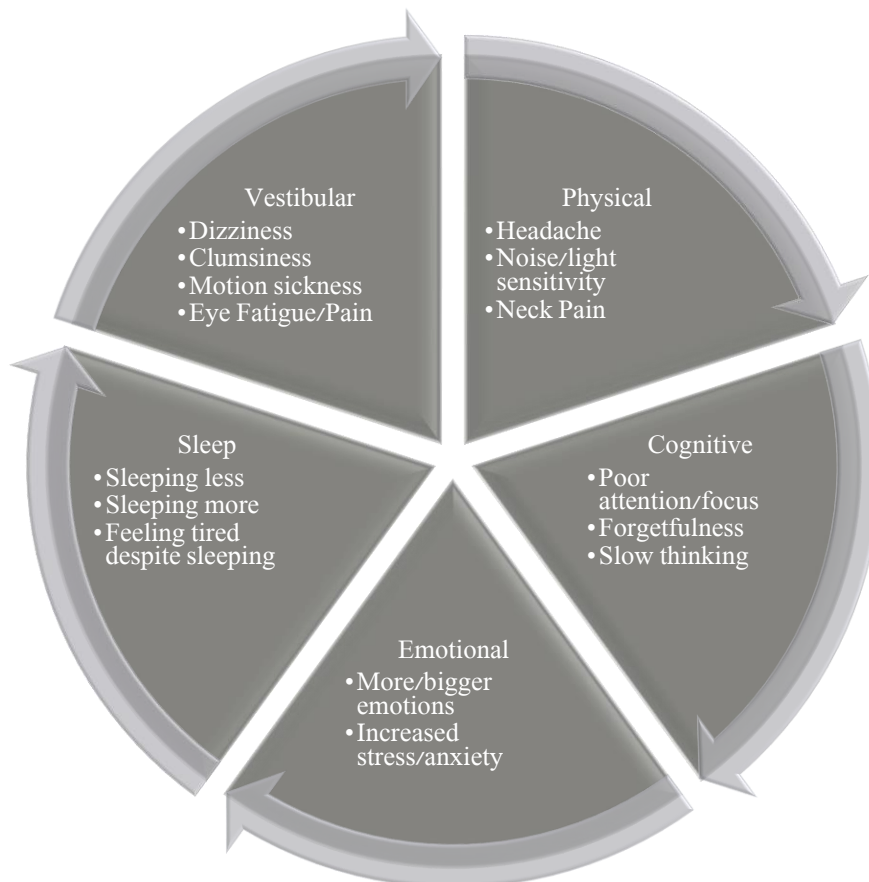 Vestibular
•Dizziness
•Clumsiness
•Motion sickness
•Eye Fatigue/Pain
Physical
•Headache
•Noise/light
sensitivity
•Neck Pain
Cognitive
•Poor
attention/focus
•Forgetfulness
•Slow thinking
Emotional
•More/bigger
emotions
•Increased
stress/anxiety
Sleep
•Sleeping less
•Sleeping more
•Feeling tired
despite sleeping